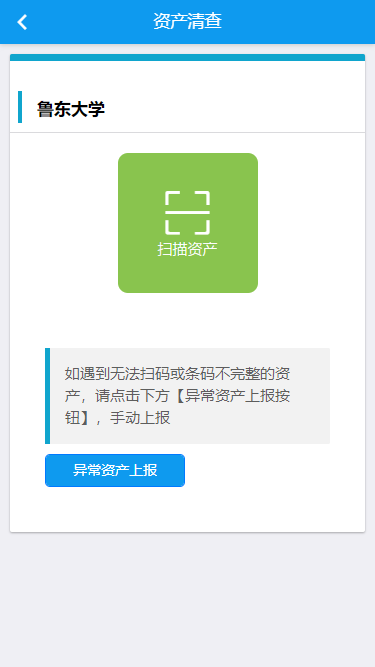 资产清查
鲁东大学
扫描资产
如遇到无法扫码或条码不完整的资
产，请点击下方【异常资产上报按
钮】，手动上报
异常资产上报